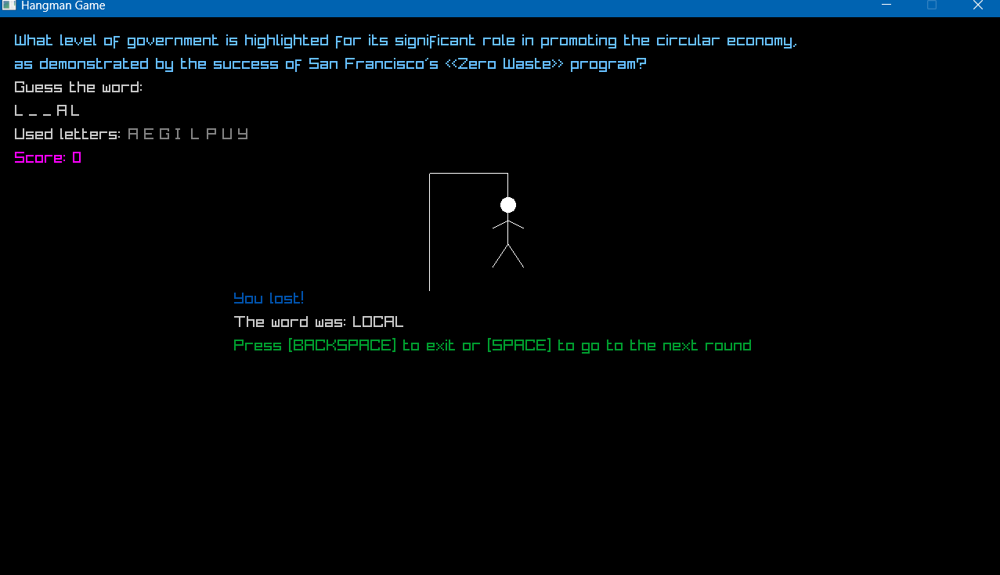 Hangman Game
What level of government is highlighted for its significant role in promoting the circular economy,
as demonstrated by the success of San Francisco's <<Zero Waste>> program?
Guess the word:
L _ _ A L
Used letters: A E G I L P U Y
Score: 0
You lost!
The word was: LOCAL
Press [BACKSPACE] to exit or [SPACE] to go to the next round